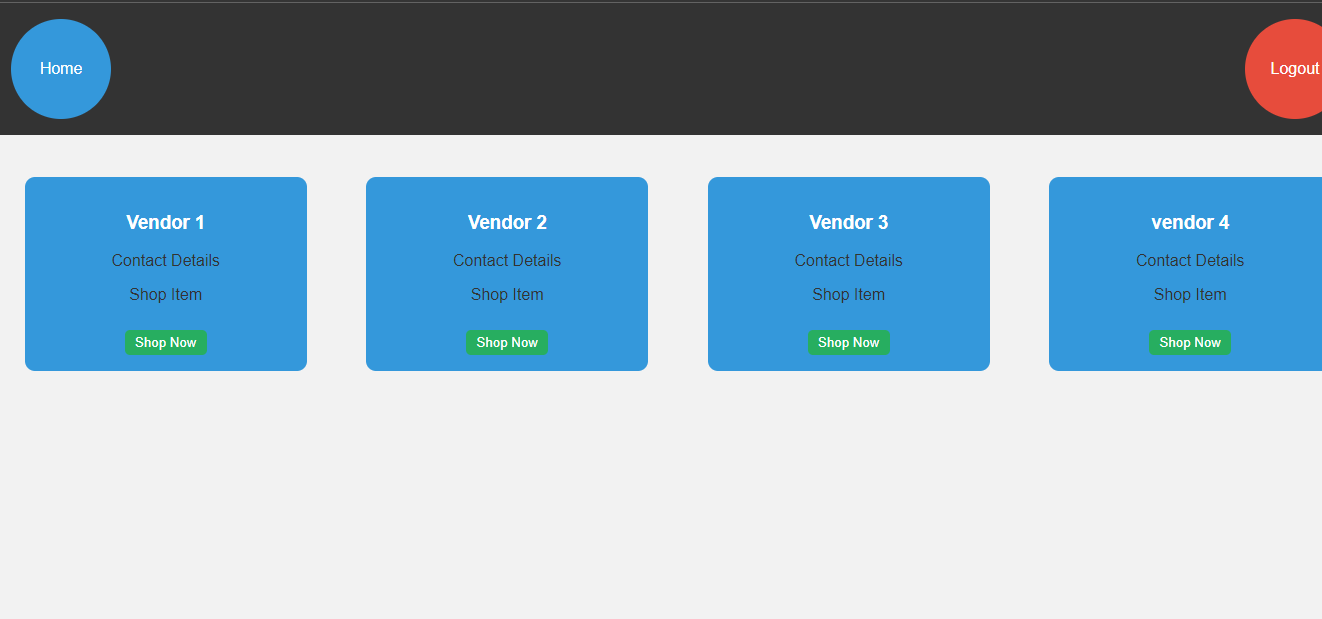 Home
Logout
Vendor 1
Contact Details
Shop Item
Shop Now
Vendor 2
Contact Details
Shop Item
Shop Now
Vendor 3
Contact Details
Shop Item
Shop Now
vendor 4
Contact Details
Shop Item
Shop Now